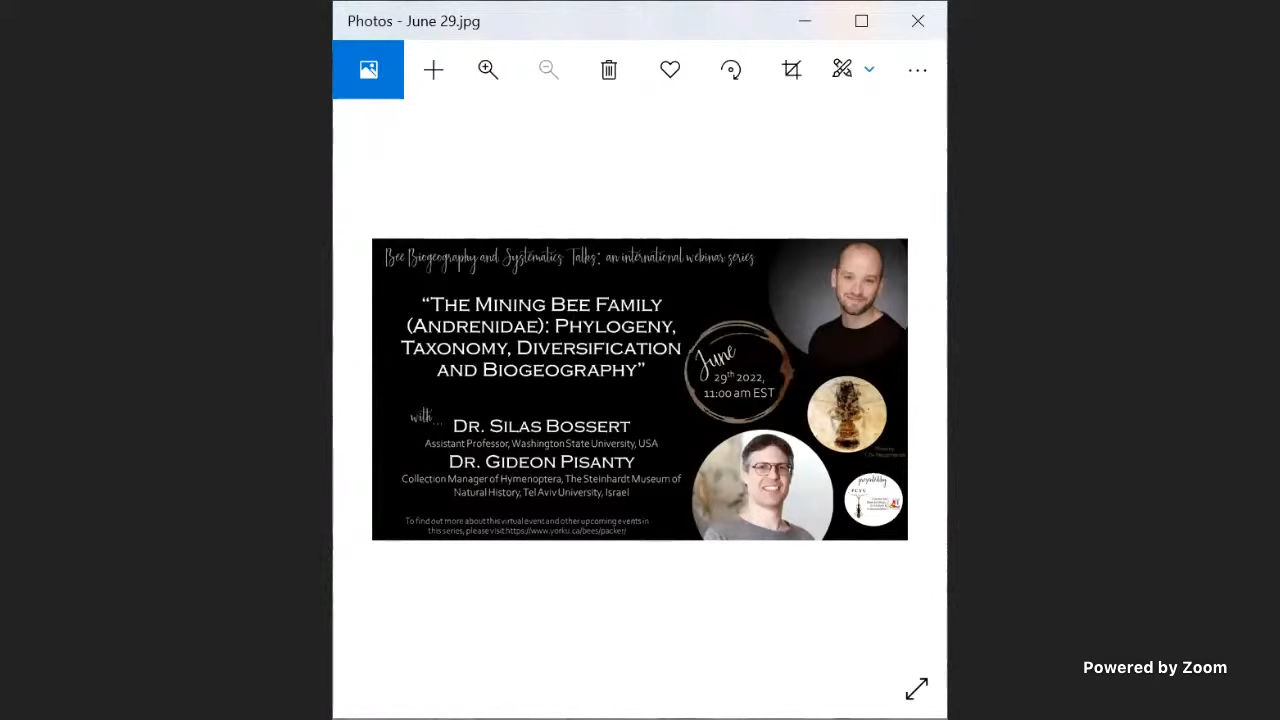 Photos - June 29.jpg
Bee Biogeography and Systematics Talks: an international webinar series
“THE MINING BEE FAMILY
(ANDRENIDAE): PHYLOGENY,
TAXONOMY, DIVERSIFICATION
AND BIOGEOGRAPHY”
June
29th 2022,
11:00 am EST
with...
DR. SILAS BOSSERT
Assistant Professor, Washington State University, USA
DR. GIDEON PISANTY
Collection Manager of Hymenoptera, The Steinhardt Museum of
Natural History, Tel Aviv University, Israel
To find out more about this virtual event and other upcoming events in
this series, please visit:https://www.yorku.ca/bees/packer/
presented by
Powered by Zoom